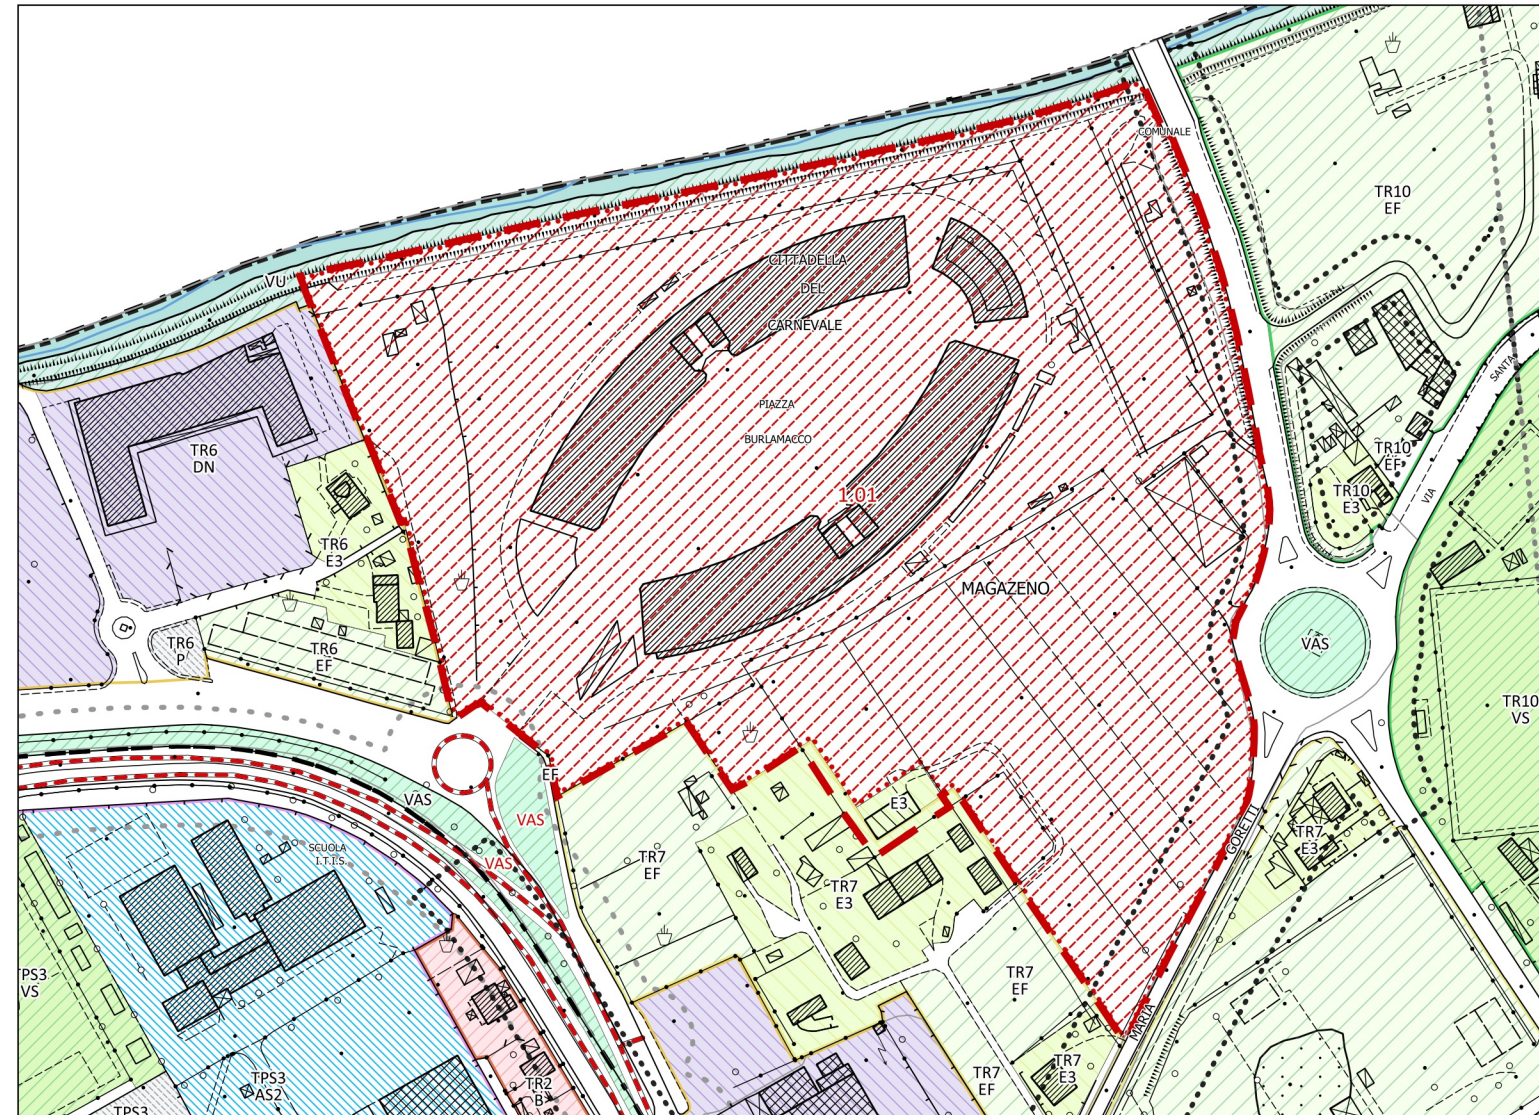 COMUNALE
TR10
EF
CITTADELLA
DEL
CARNEVALE
VU
PIAZZA
BURLAMACCO
SANTA
VIA
TR6
DN
TR10
EF
TR10
E3
1.01
TR6
E3
MAGAZENO
TR6
P
TR6
EF
VAS
TR10
VS
EF
VAS
VAS
E3
VAS
SCUOLA
I.T.I.S.
GORETTI
TR7
E3
TR7
EF
TR7
E3
TPS3
VS
TR7
EF
MARIA
TPS3
AS2
TR2
B
TR7
EF
TR7
E3
TPS3